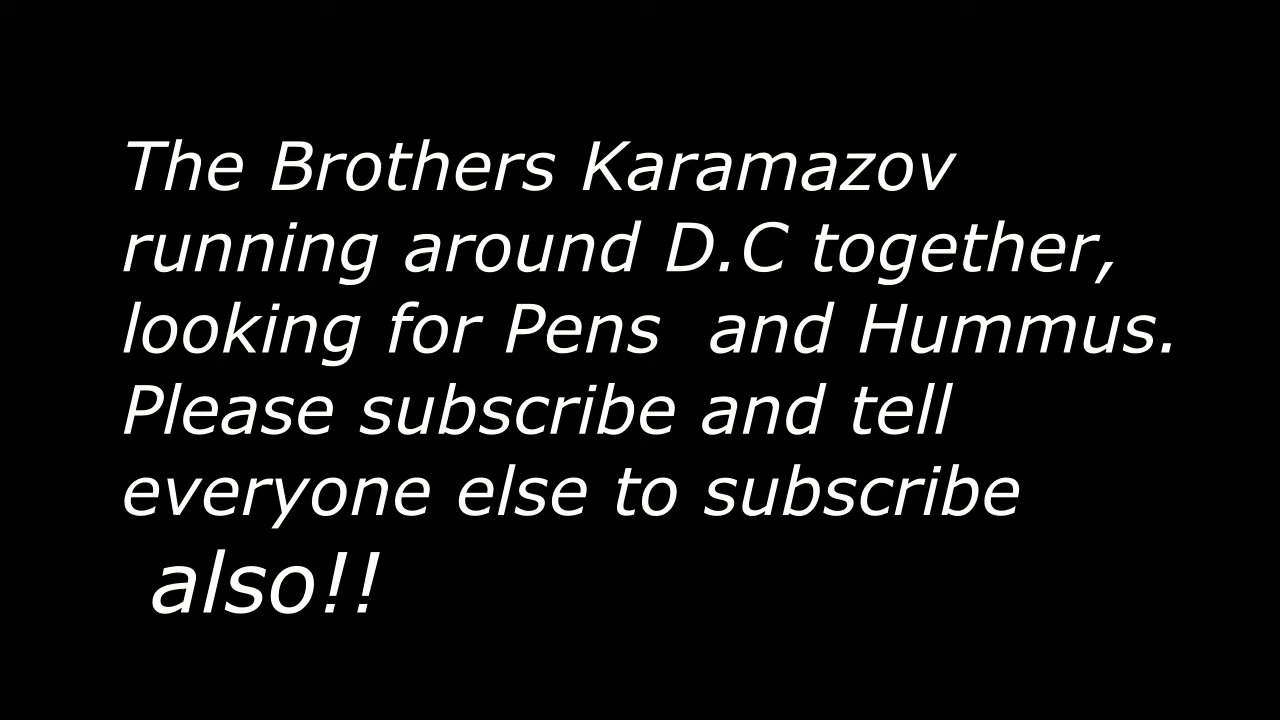 The Brothers Karamazov
running around D.C together,
looking for Pens  and Hummus.
Please subscribe and tell
everyone else to subscribe
also!!